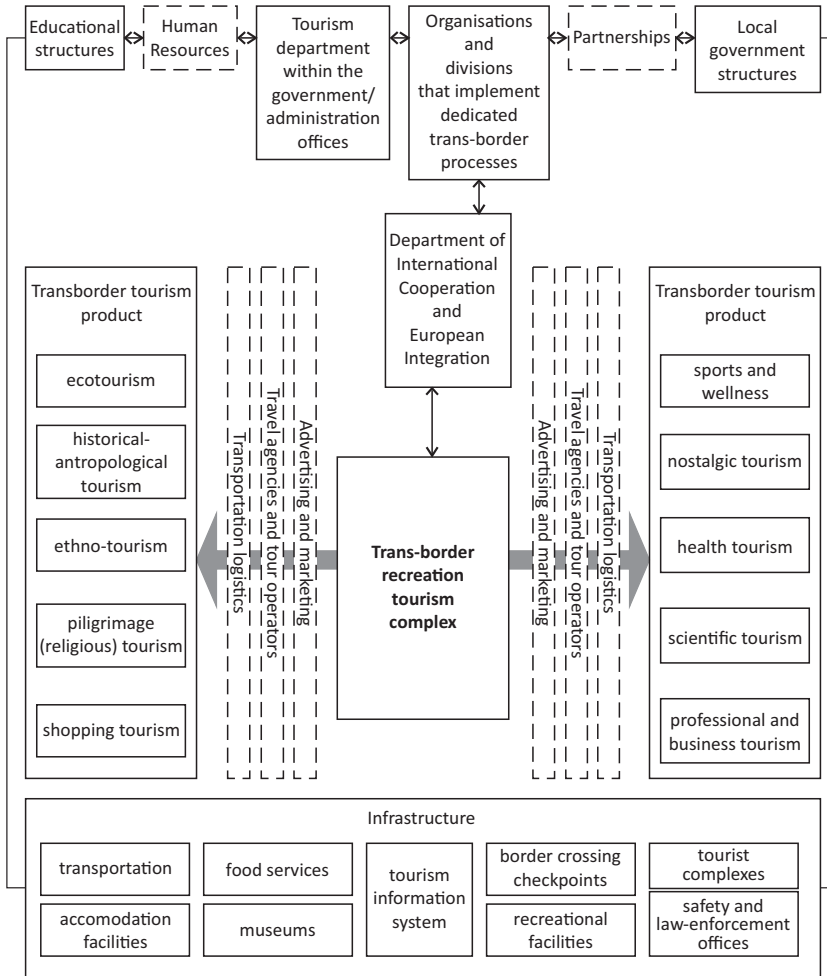 Educational
structures
Human
Resources
Tourism
department
within the
government/
administration
offices
Organisations
and
divisions
that implement
dedicated
trans-border
processes
Partnerships
Local
government
structures
Department of
International
Cooperation
and
European
Integration
Transborder tourism
product
ecotourism
historical-
antropological
tourism
ethno-tourism
piligrimage
(religious) tourism
shopping tourism
Transportation logistics
Travel agencies and tour operators
Advertising and marketing
Trans-border
recreation
tourism
complex
Advertising and marketing
Travel agencies and tour operators
Transportation logistics
Transborder tourism
product
sports and
wellness
nostalgic tourism
health tourism
scientific tourism
professional and
business tourism
Infrastructure
transportation
food services
tourism
information
system
border crossing
checkpoints
tourist
complexes
accomodation
facilities
museums
recreational
facilities
safety and
law-enforcement
offices